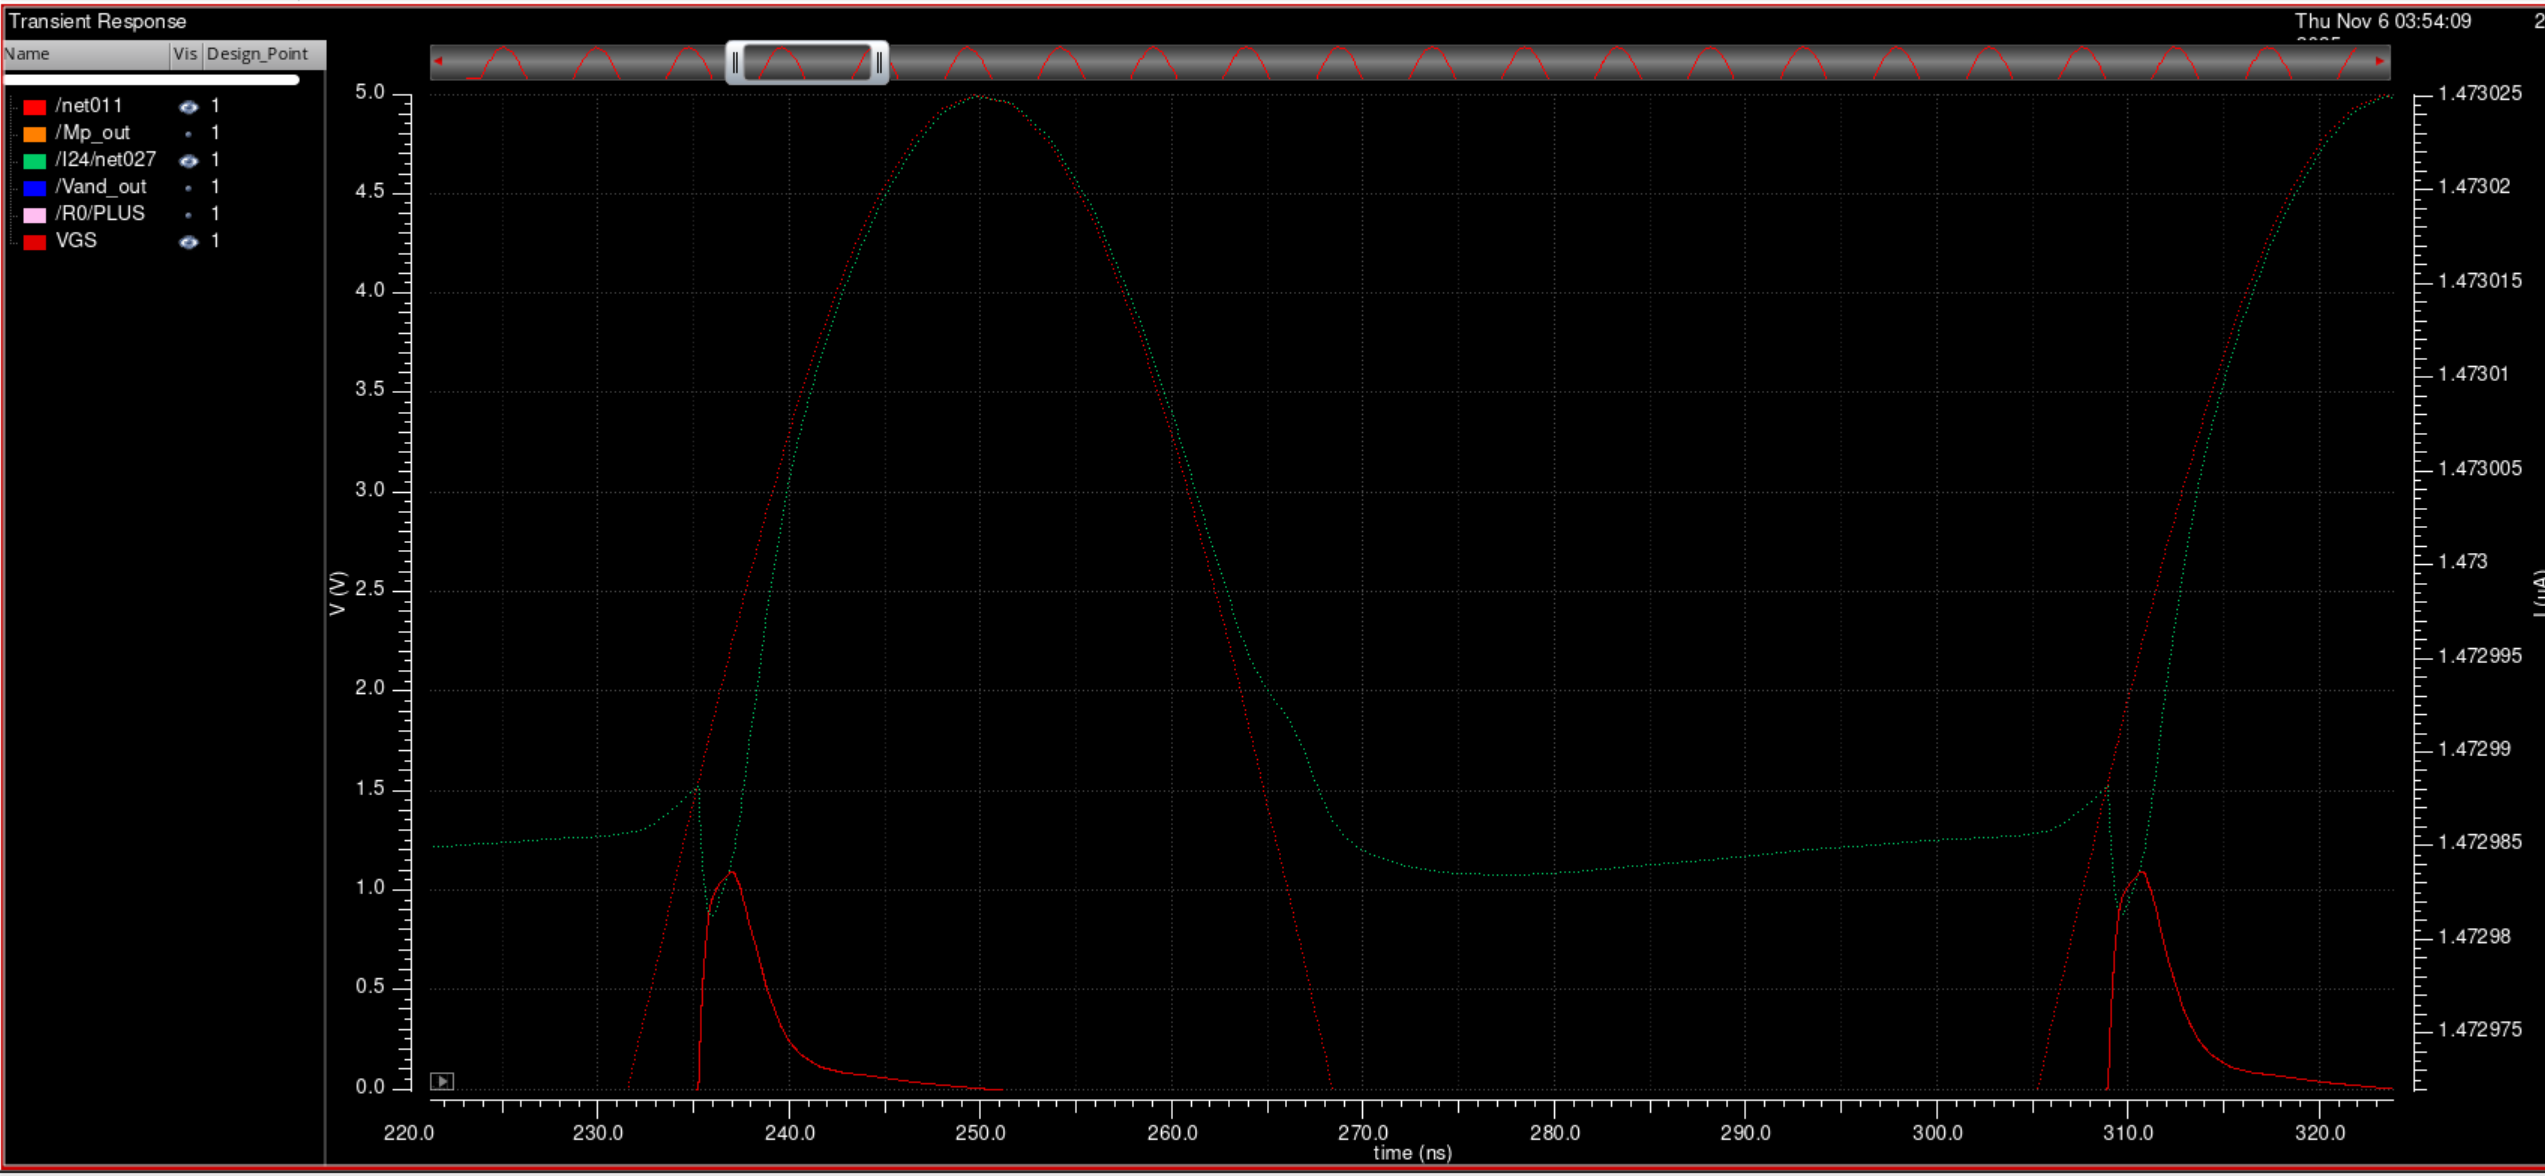 Transient Response
Thu Nov 6 03:54:09 2
Name Vis Design_Point
/net011 1
/Mp_out 1
/I24/net027 1
/Vand_out 1
/R0/PLUS 1
VGS 1
5.0
4.5
4.0
3.5
3.0
2.5
2.0
1.5
1.0
0.5
0.0
V (V)
1.473025
1.47302
1.473015
1.47301
1.473005
1.473
1.472995
1.47299
1.472985
1.47298
1.472975
220.0 230.0 240.0 250.0 260.0 270.0 280.0 290.0 300.0 310.0 320.0
time (ns)